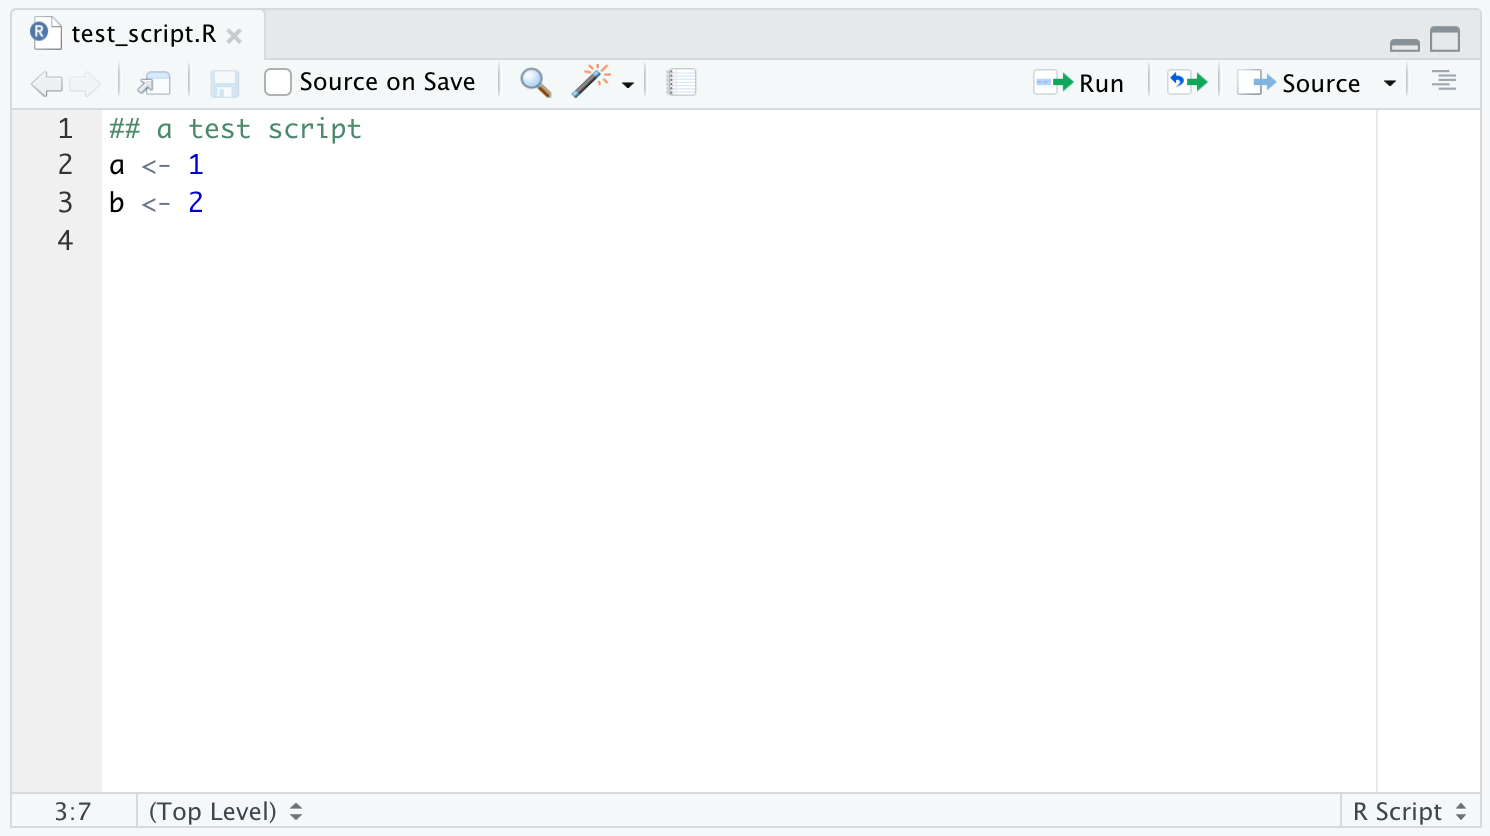 test_script.R
Source on Save
Run
Source
1 ## a test script
2 a <- 1
3 b <- 2
4
3:7 (Top Level) R Script